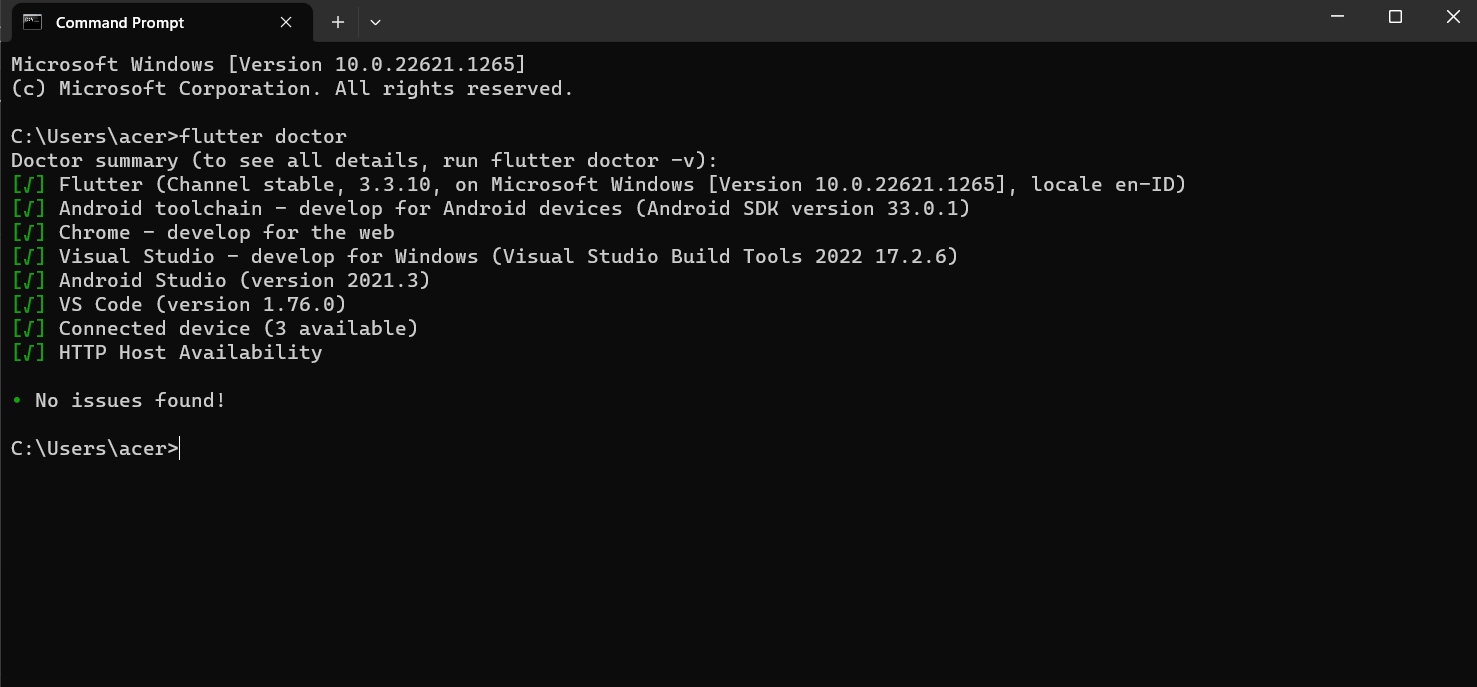 Command Prompt
Microsoft Windows [Version 10.0.22621.1265]
(c) Microsoft Corporation. All rights reserved.
C:\Users\acer>flutter doctor
Doctor summary (to see all details, run flutter doctor -v):
[√] Flutter (Channel stable, 3.3.10, on Microsoft Windows [Version 10.0.22621.1265], locale en-ID)
[√] Android toolchain - develop for Android devices (Android SDK version 33.0.1)
[√] Chrome - develop for the web
[√] Visual Studio - develop for Windows (Visual Studio Build Tools 2022 17.2.6)
[√] Android Studio (version 2021.3)
[√] VS Code (version 1.76.0)
[√] Connected device (3 available)
[√] HTTP Host Availability
• No issues found!
C:\Users\acer>